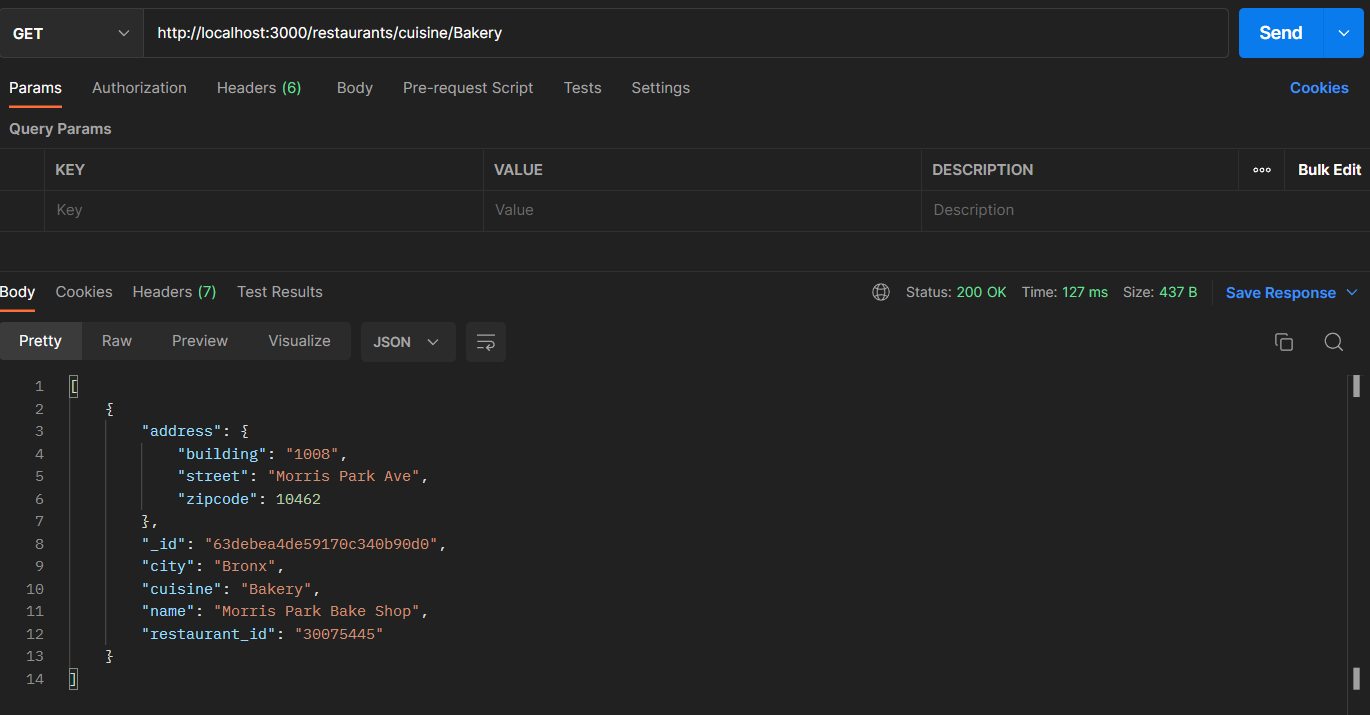 GET http://localhost:3000/restaurants/cuisine/Bakery Send
Params Authorization Headers (6) Body Pre-request Script Tests Settings Cookies
Query Params
KEY VALUE DESCRIPTION ooo Bulk Edit
Key Value Description
Body Cookies Headers (7) Test Results Status: 200 OK Time: 127 ms Size: 437 B Save Response
Pretty Raw Preview Visualize JSON
1 [
2 {
3 "address": {
4 "building": "1008",
5 "street": "Morris Park Ave",
6 "zipcode": 10462
7 },
8 "_id": "63debea4de59170c340b90d0",
9 "city": "Bronx",
10 "cuisine": "Bakery",
11 "name": "Morris Park Bake Shop",
12 "restaurant_id": "30075445"
13 }
14 ]